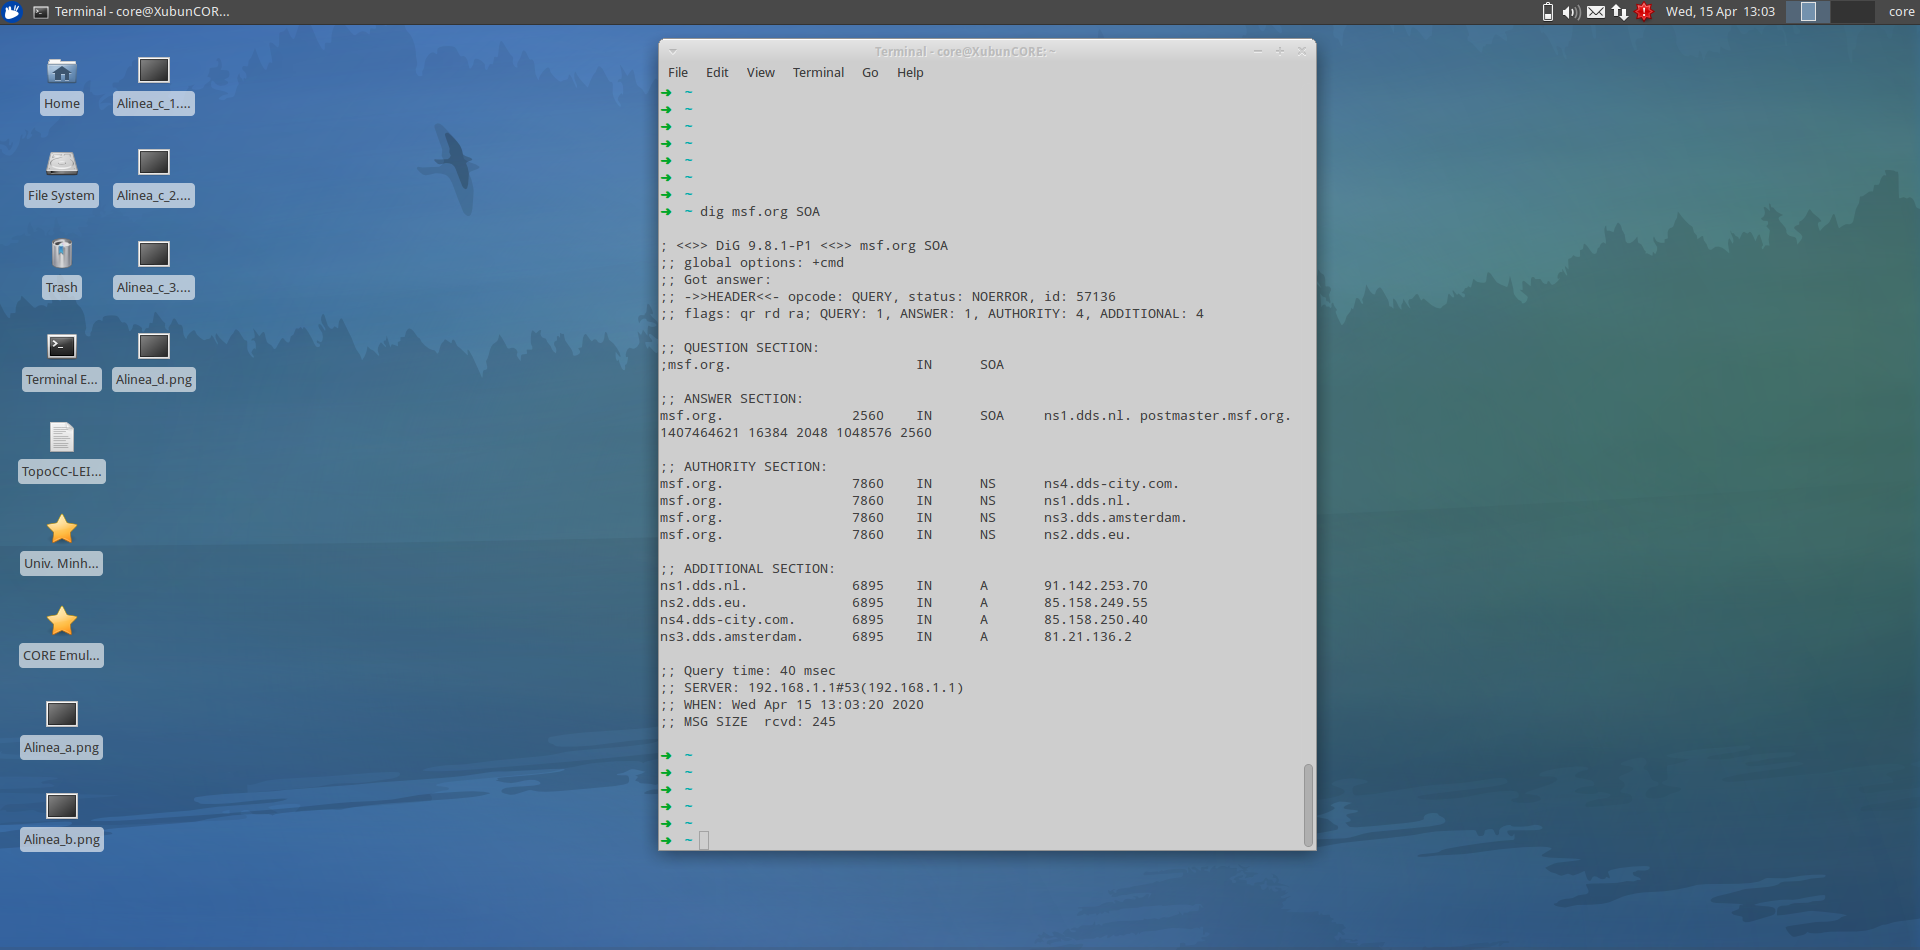 Terminal - core@XubunCOR...
Wed, 15 Apr 13:03
core
Home
Alinea_c_1....
File System
Alinea_c_2....
Trash
Alinea_c_3....
Terminal E...
Alinea_d.png
TopoCC-LEI...
Univ. Minh...
CORE Emul...
Alinea_a.png
Alinea_b.png
Terminal - core@XubunCORE: ~
File Edit View Terminal Go Help
➜ ~
➜ ~
➜ ~
➜ ~
➜ ~
➜ ~
➜ ~
➜ ~ dig msf.org SOA
; <<>> DiG 9.8.1-P1 <<>> msf.org SOA
;; global options: +cmd
;; Got answer:
;; ->>HEADER<<- opcode: QUERY, status: NOERROR, id: 57136
;; flags: qr rd ra; QUERY: 1, ANSWER: 1, AUTHORITY: 4, ADDITIONAL: 4
;; QUESTION SECTION:
;msf.org. IN SOA
;; ANSWER SECTION:
msf.org. 2560 IN SOA ns1.dds.nl. postmaster.msf.org.
1407464621 16384 2048 1048576 2560
;; AUTHORITY SECTION:
msf.org. 7860 IN NS ns4.dds-city.com.
msf.org. 7860 IN NS ns1.dds.nl.
msf.org. 7860 IN NS ns3.dds.amsterdam.
msf.org. 7860 IN NS ns2.dds.eu.
;; ADDITIONAL SECTION:
ns1.dds.nl. 6895 IN A 91.142.253.70
ns2.dds.eu. 6895 IN A 85.158.249.55
ns4.dds-city.com. 6895 IN A 85.158.250.40
ns3.dds.amsterdam. 6895 IN A 81.21.136.2
;; Query time: 40 msec
;; SERVER: 192.168.1.1#53(192.168.1.1)
;; WHEN: Wed Apr 15 13:03:20 2020
;; MSG SIZE rcvd: 245
➜ ~
➜ ~
➜ ~
➜ ~
➜ ~
➜ ~